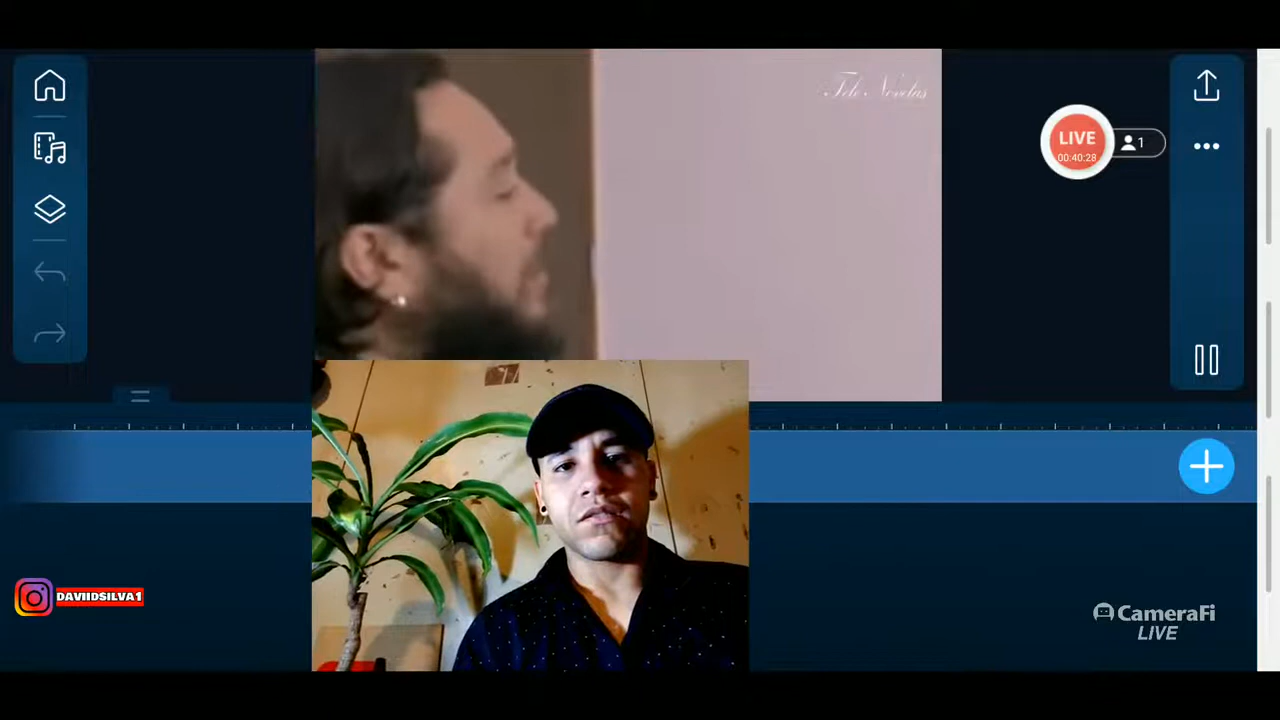 Tele Novelas
LIVE
00:40:28
1
DAVIIDSILVA1
CameraFi
LIVE